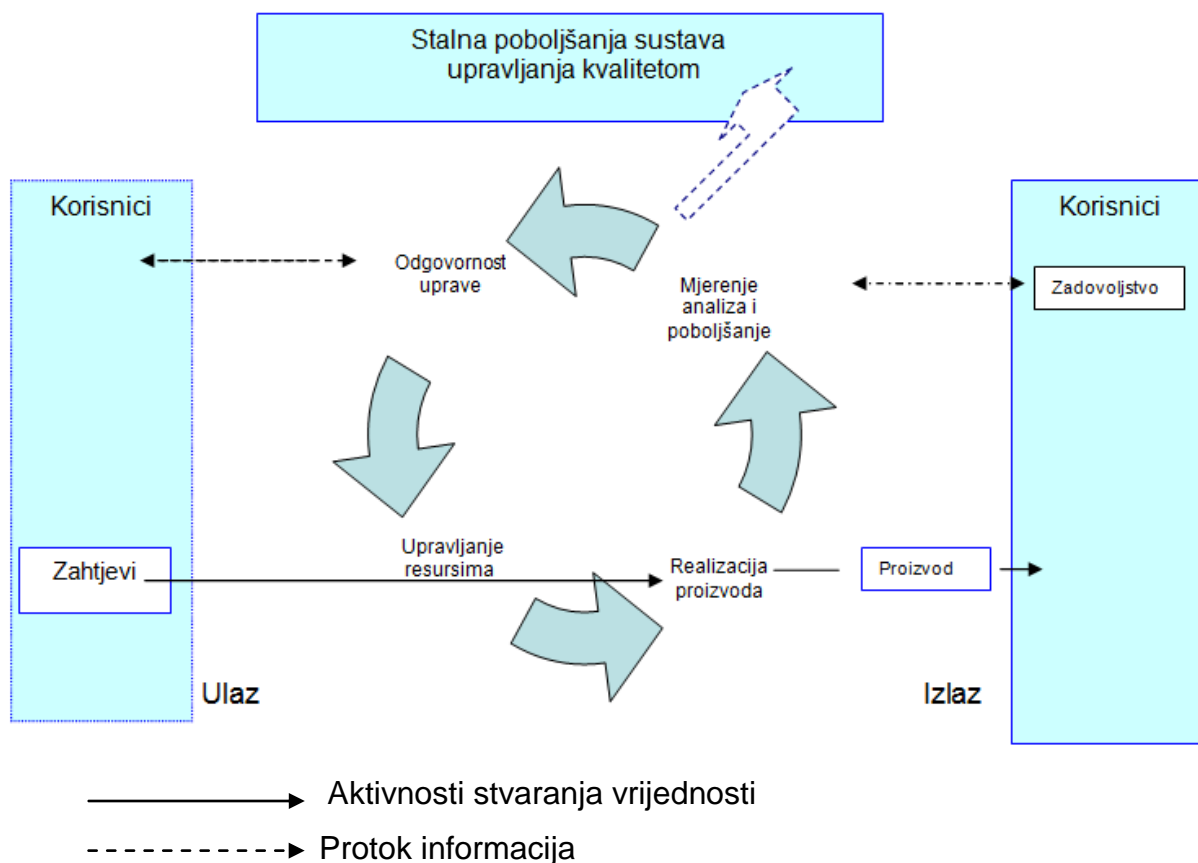 Stalna poboljšanja sustava
upravljanja kvalitetom
Korisnici
Korisnici
Odgovornost
uprave
Mjerenje
analiza i
poboljšanje
Zadovoljstvo
Zahtjevi
Upravljanje
resursima
Realizacija
proizvoda
Proizvod
Ulaz
Izlaz
Aktivnosti stvaranja vrijednosti
Protok informacija